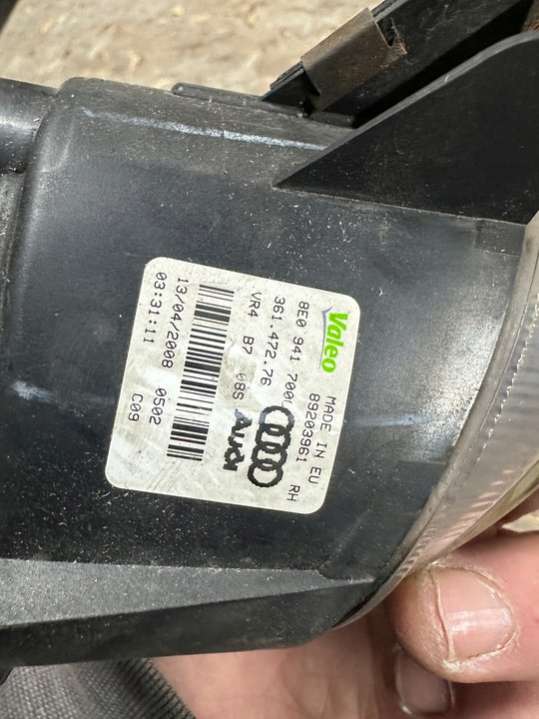 Valeo MADE IN EU
89203961
8E0 941 700 RH
361.472.76
VR4 B7 Audi
13/04/2008 0502
03:31:11 C09